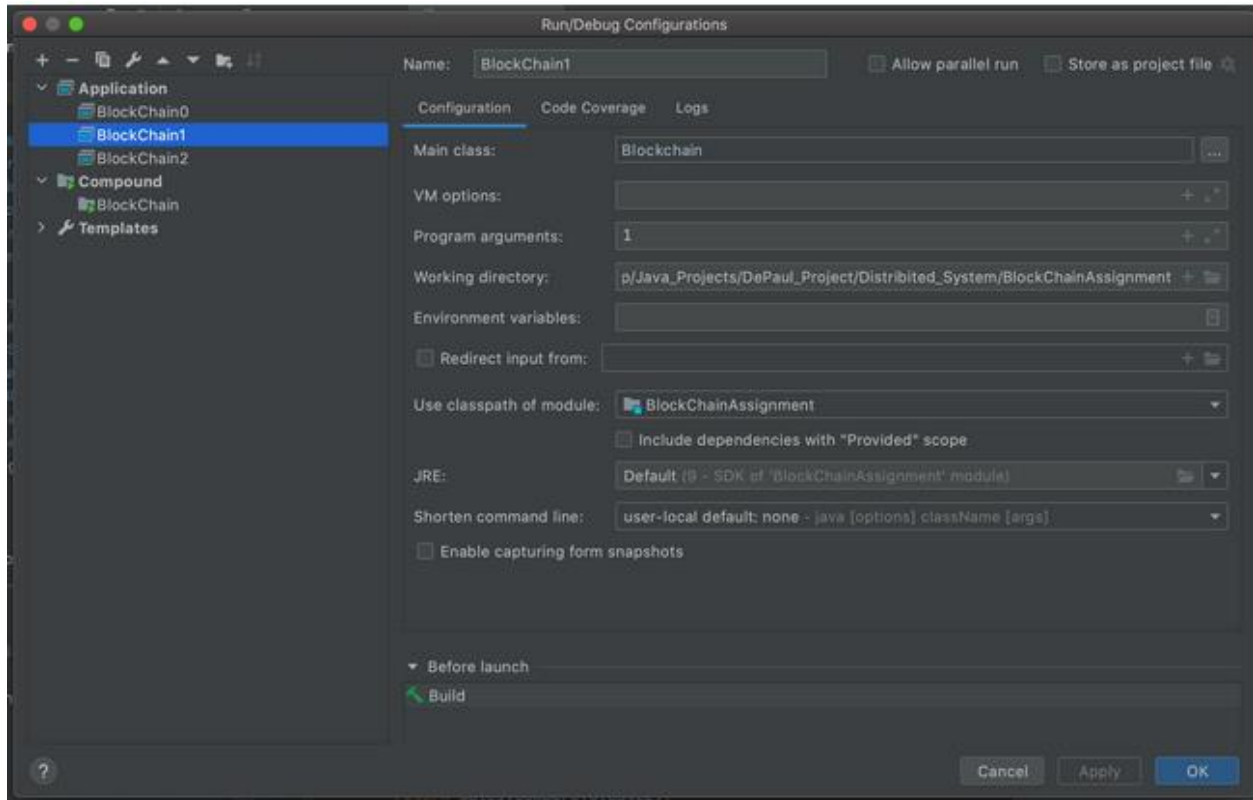 Run/Debug Configurations
Name: BlockChain1 Allow parallel run Store as project file
Application
BlockChain0
BlockChain1
BlockChain2
Compound
BlockChain
Templates
Configuration Code Coverage Logs
Main class: Blockchain ...
VM options:
Program arguments: 1
Working directory: p/Java_Projects/DePaul_Project/Distribited_System/BlockChainAssignment
Environment variables:
Redirect input from:
Use classpath of module: BlockChainAssignment
Include dependencies with "Provided" scope
JRE: Default (9 - SDK of 'BlockChainAssignment' module)
Shorten command line: user-local default: none - java [options] className [args]
Enable capturing form snapshots
Before launch
Build
? Cancel Apply OK